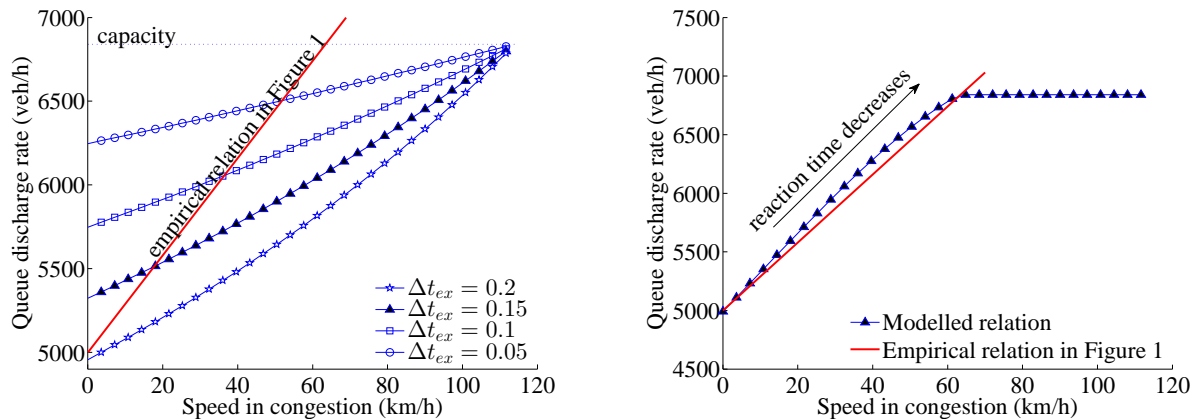 7000
6500
6000
5500
5000
0
20
40
60
80
100
120
Queue discharge rate (veh/h)
Speed in congestion (km/h)
capacity
empirical relation in Figure 1
Δt_ex = 0.2
Δt_ex = 0.15
Δt_ex = 0.1
Δt_ex = 0.05
7500
7000
6500
6000
5500
5000
4500
0
20
40
60
80
100
120
Queue discharge rate (veh/h)
Speed in congestion (km/h)
reaction time decreases
Modelled relation
Empirical relation in Figure 1